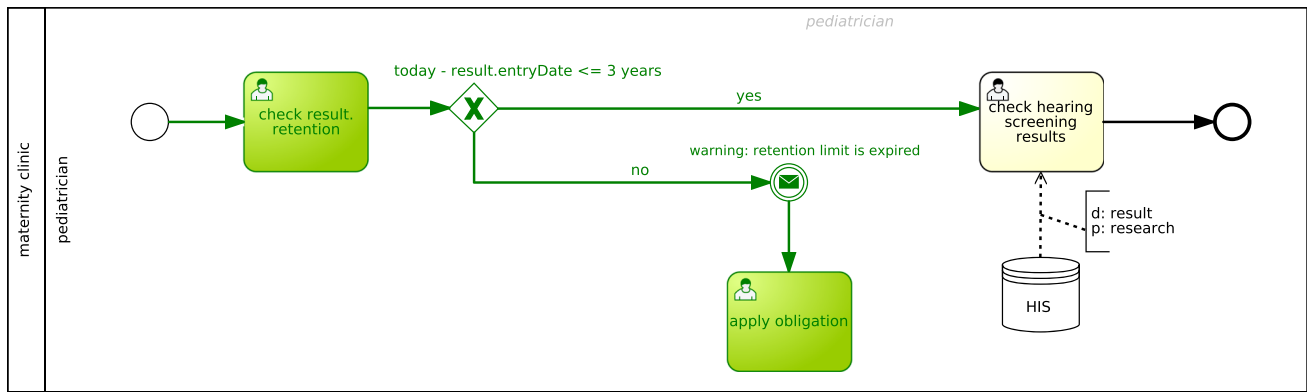 pediatrician
maternity clinic
pediatrician
today - result.entryDate <= 3 years
check result.
retention
yes
check hearing
screening
results
warning: retention limit is expired
no
d: result
p: research
HIS
apply obligation